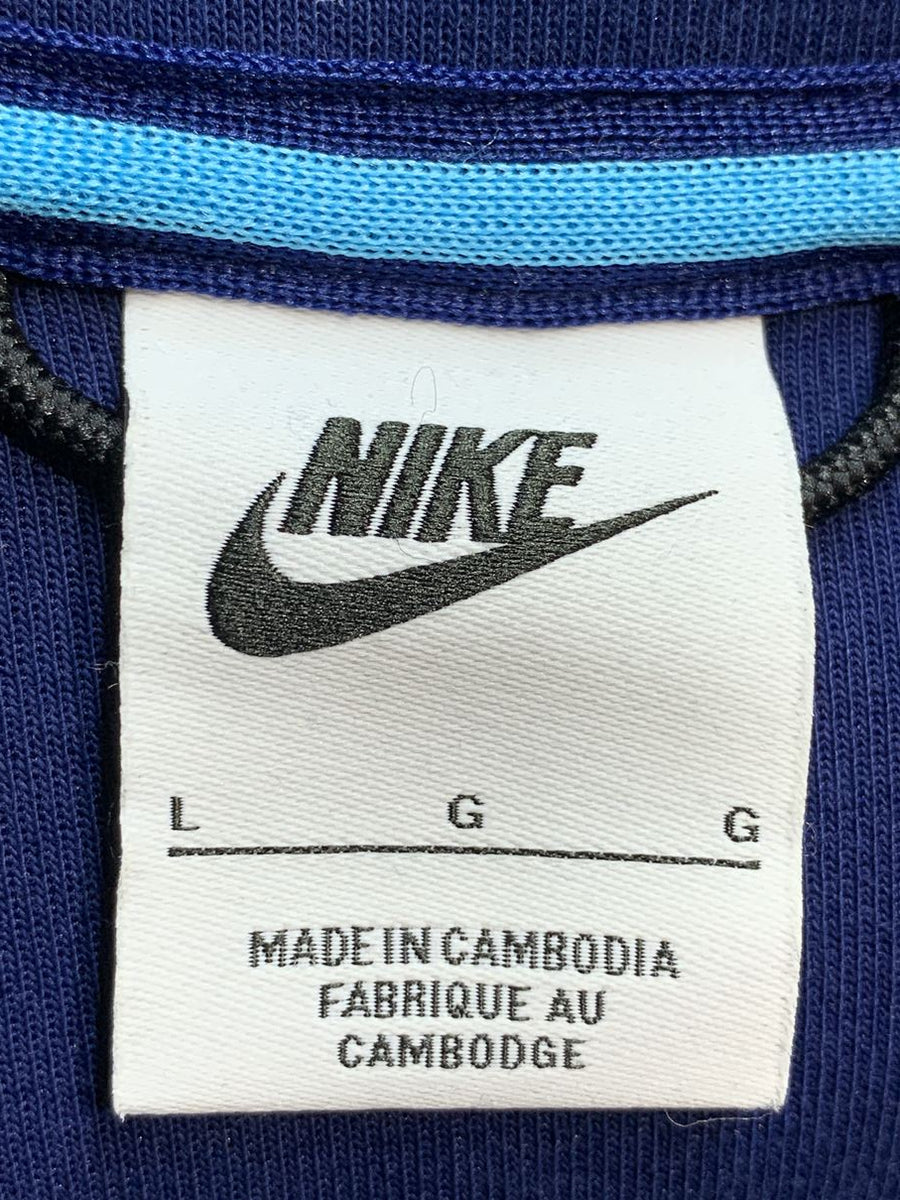 NIKE
L G G
MADE IN CAMBODIA
FABRIQUE AU
CAMBODGE